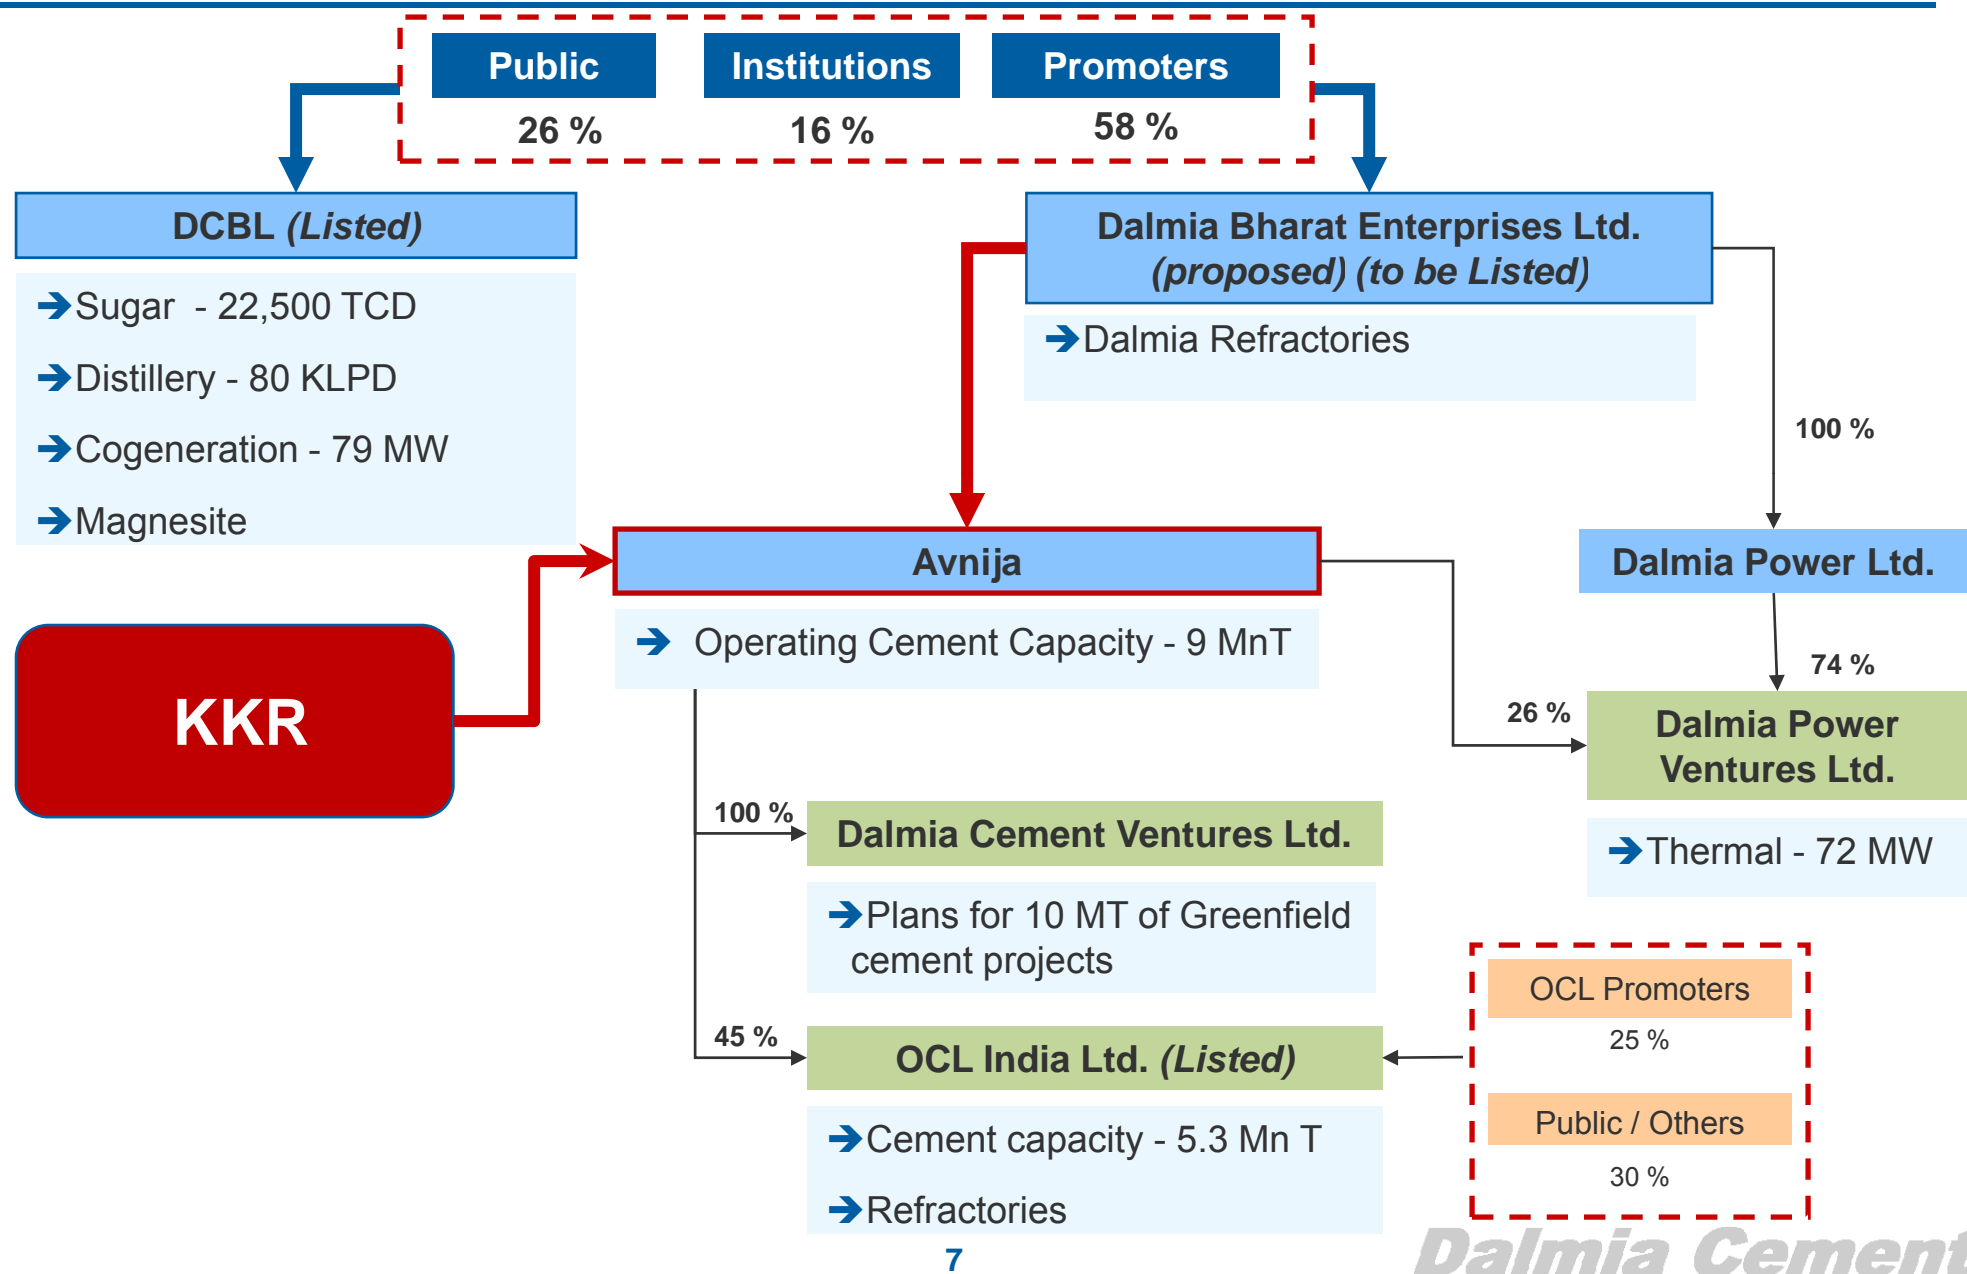 Public
Institutions
Promoters
26 %
16 %
58 %
DCBL (Listed)
Sugar - 22,500 TCD
Distillery - 80 KLPD
Cogeneration - 79 MW
Magnesite
Dalmia Bharat Enterprises Ltd.
(proposed) (to be Listed)
Dalmia Refractories
100 %
KKR
Avnija
Operating Cement Capacity - 9 MnT
Dalmia Power Ltd.
74 %
26 %
Dalmia Power
Ventures Ltd.
Thermal - 72 MW
100 %
Dalmia Cement Ventures Ltd.
Plans for 10 MT of Greenfield
cement projects
45 %
OCL India Ltd. (Listed)
Cement capacity - 5.3 Mn T
Refractories
OCL Promoters
25 %
Public / Others
30 %
7
Dalmia Cement